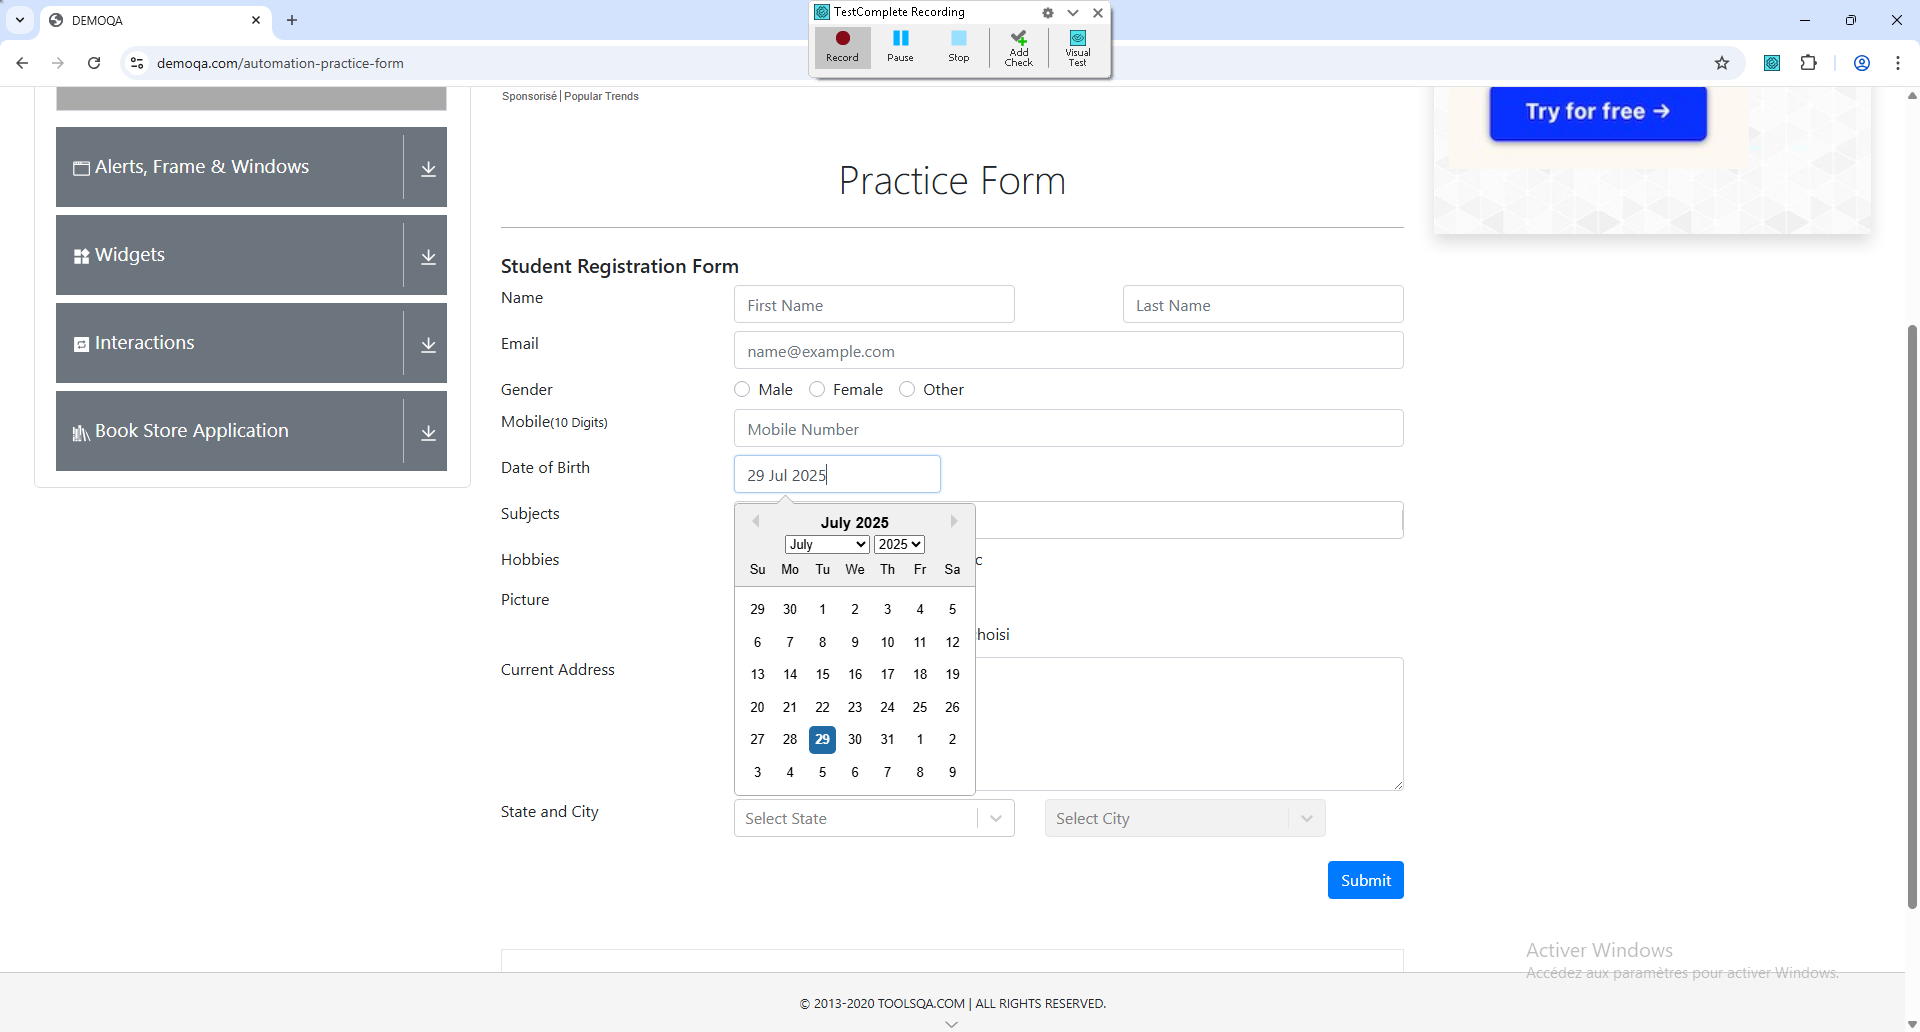 DEMOQA
TestComplete Recording
Record
Pause
Stop
Add
Check
Visual
Test
demoqa.com/automation-practice-form
Sponsorisé | Popular Trends
Try for free →
Alerts, Frame & Windows
Widgets
Interactions
Book Store Application
Practice Form
Student Registration Form
Name
First Name
Last Name
Email
name@example.com
Gender
Male
Female
Other
Mobile(10 Digits)
Mobile Number
Date of Birth
29 Jul 2025
Subjects
July 2025
July
2025
Su Mo Tu We Th Fr Sa
29 30 1 2 3 4 5
6 7 8 9 10 11 12
13 14 15 16 17 18 19
20 21 22 23 24 25 26
27 28 29 30 31 1 2
3 4 5 6 7 8 9
Hobbies
c
Picture
hoisi
Current Address
State and City
Select State
Select City
Submit
Activer Windows
Accédez aux paramètres pour activer Windows.
© 2013-2020 TOOLSQA.COM | ALL RIGHTS RESERVED.